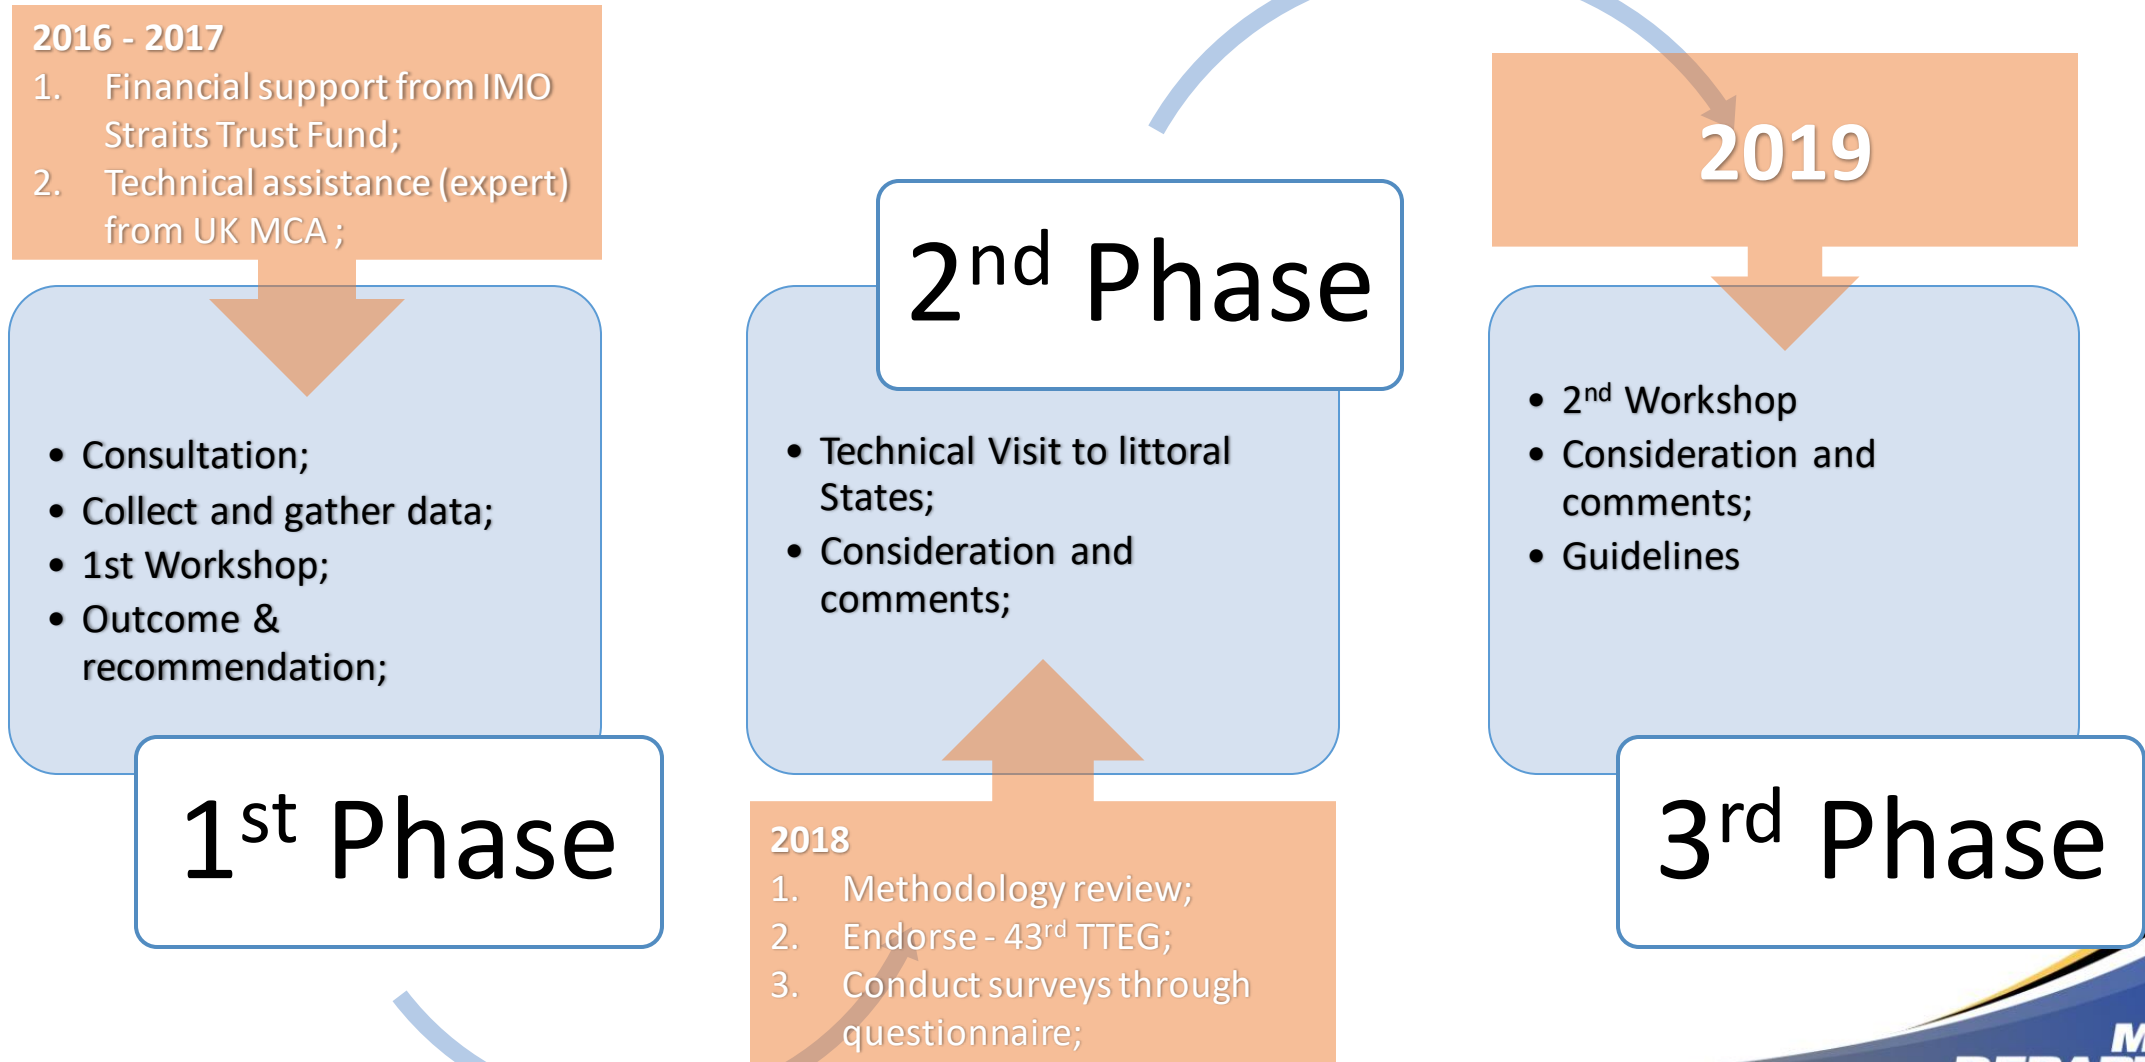 2016 - 2017
1. Financial support from IMO
Straits Trust Fund;
2. Technical assistance (expert)
from UK MCA ;
• Consultation;
• Collect and gather data;
• 1st Workshop;
• Outcome &
recommendation;
1st Phase
2nd Phase
• Technical Visit to littoral
States;
• Consideration and
comments;
2018
1. Methodology review;
2. Endorse - 43rd TTEG;
3. Conduct surveys through
questionnaire;
2019
• 2nd Workshop
• Consideration and
comments;
• Guidelines
3rd Phase